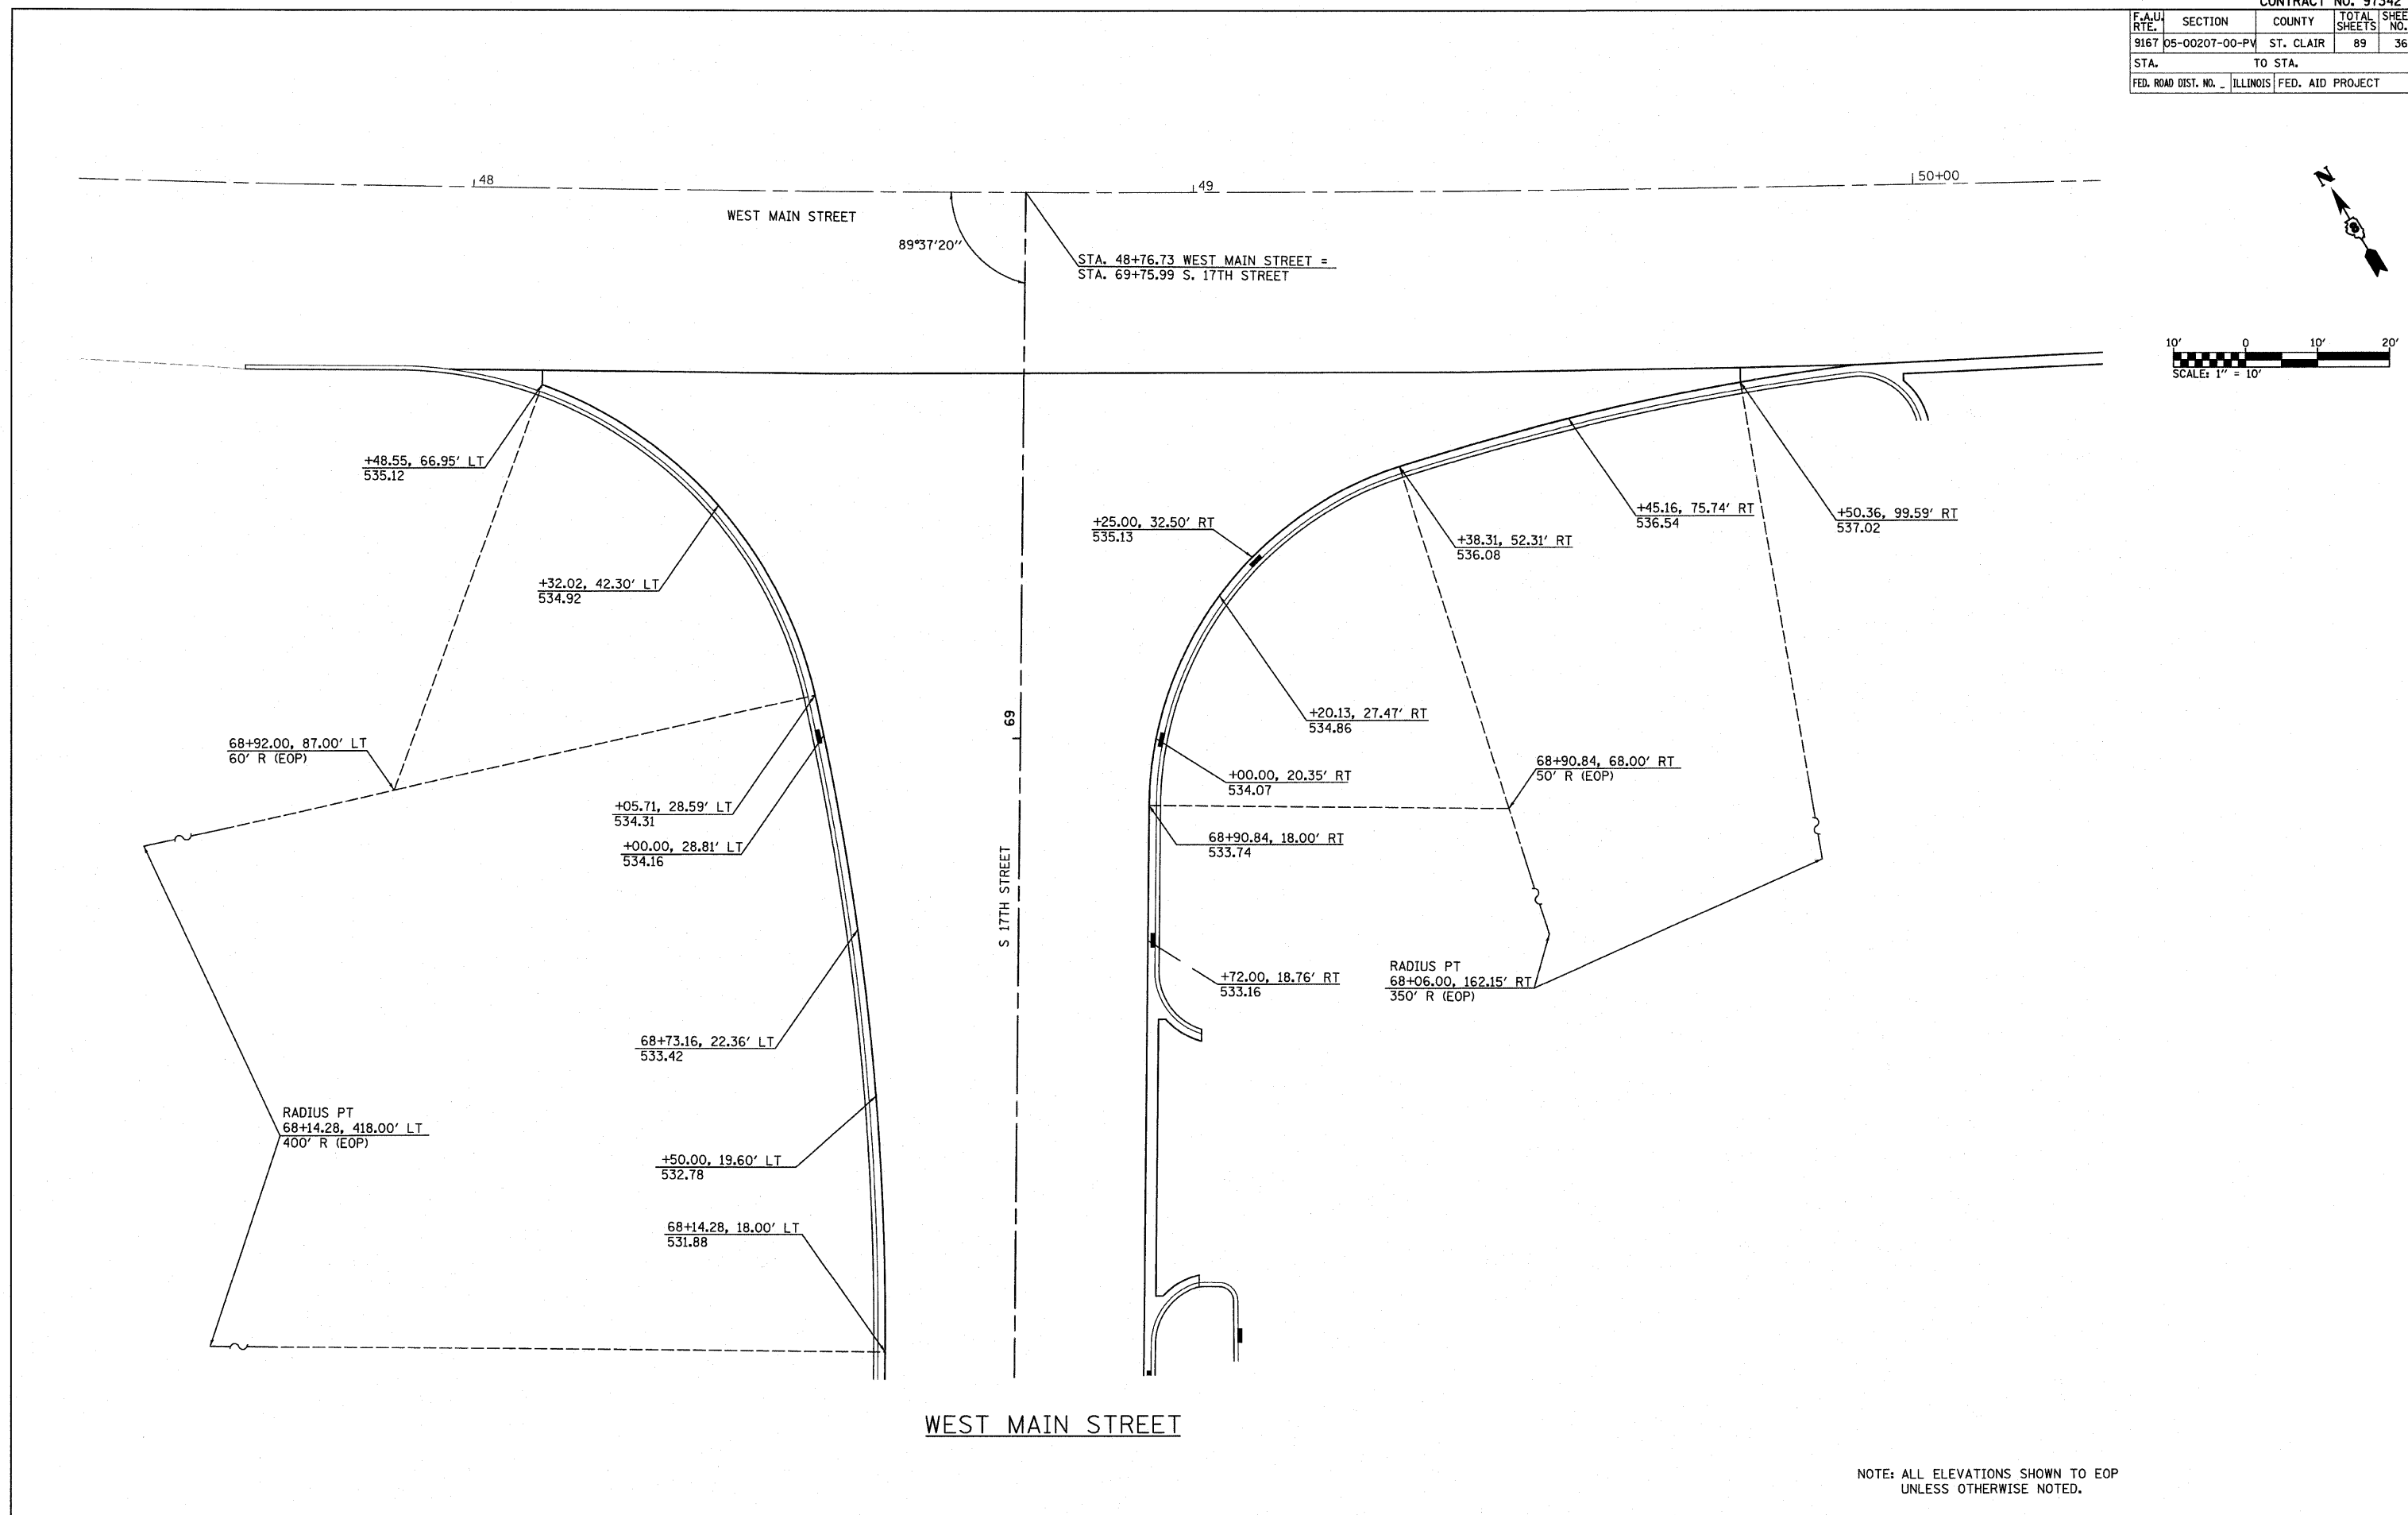 CONTRACT NO. 97342
F.A.U. RTE. SECTION COUNTY TOTAL SHEETS
9167 05-00207-00-PV ST. CLAIR 89 36
STA. TO STA.
FED. ROAD DIST. NO. _ ILLINOIS FED. AID PROJECT
48
49
50+00
N
WEST MAIN STREET
89°37'20"
STA. 48+76.73 WEST MAIN STREET =
STA. 69+75.99 S. 17TH STREET
10' 0 10' 20'
SCALE: 1" = 10'
+48.55, 66.95' LT
535.12
+32.02, 42.30' LT
534.92
+25.00, 32.50' RT
535.13
+38.31, 52.31' RT
536.08
+45.16, 75.74' RT
536.54
+50.36, 99.59' RT
537.02
69
68+92.00, 87.00' LT
60' R (EOP)
+20.13, 27.47' RT
534.86
+05.71, 28.59' LT
534.31
+00.00, 28.81' LT
534.16
+00.00, 20.35' RT
534.07
68+90.84, 68.00' RT
50' R (EOP)
68+90.84, 18.00' RT
533.74
S 17TH STREET
+72.00, 18.76' RT
533.16
RADIUS PT
68+06.00, 162.15' RT
350' R (EOP)
68+73.16, 22.36' LT
533.42
RADIUS PT
68+14.28, 418.00' LT
400' R (EOP)
+50.00, 19.60' LT
532.78
68+14.28, 18.00' LT
531.88
WEST MAIN STREET
NOTE: ALL ELEVATIONS SHOWN TO EOP
UNLESS OTHERWISE NOTED.